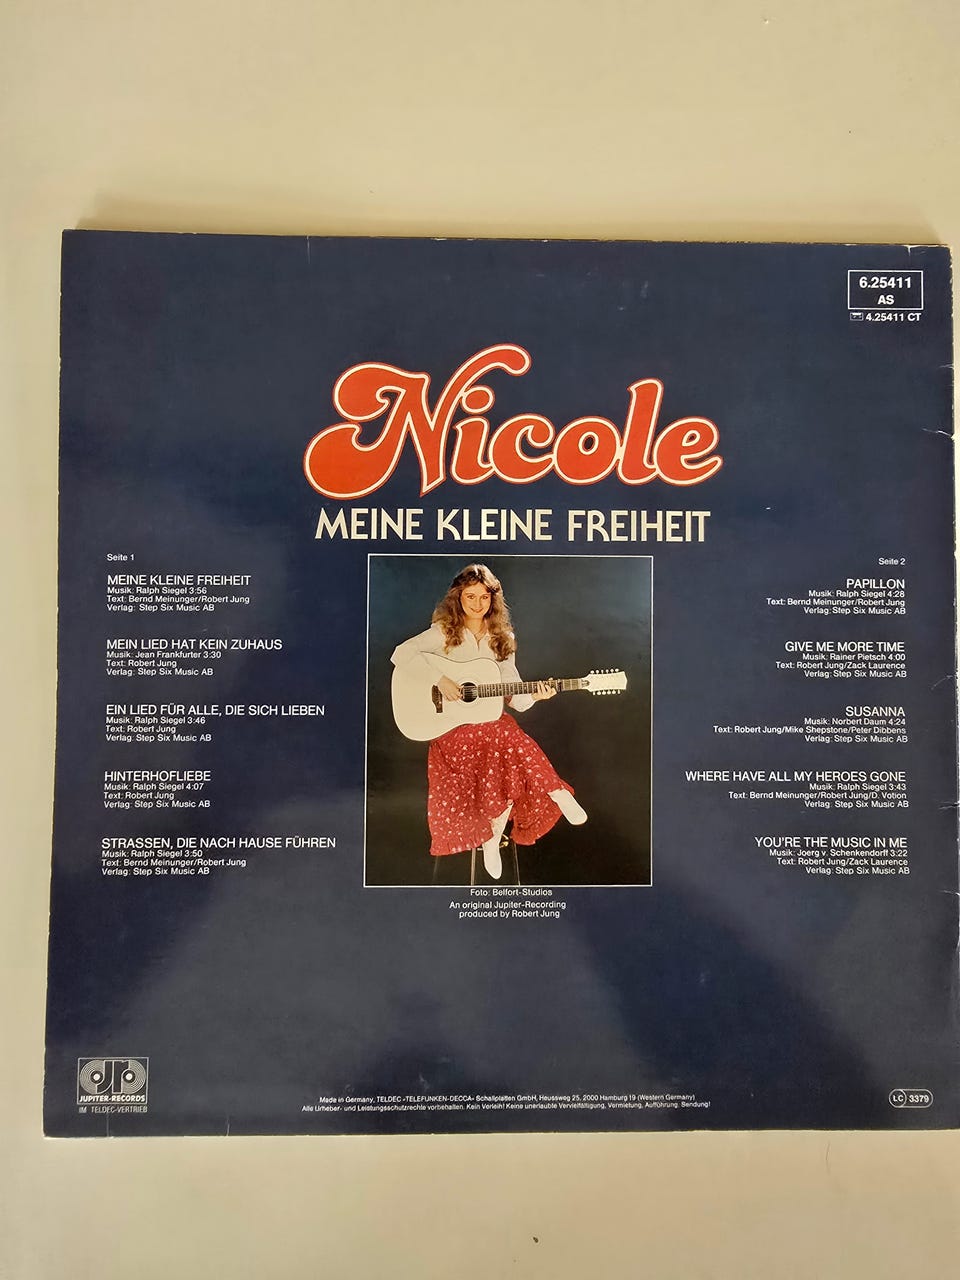 6.25411
AS
4.25411 CT
Nicole
MEINE KLEINE FREIHEIT
Seite 1
MEINE KLEINE FREIHEIT
Musik: Ralph Siegel 3:56
Text: Bernd Meinunger/Robert Jung
Verlag: Step Six Music AB
MEIN LIED HAT KEIN ZUHAUS
Musik: Jean Frankfurter 3:30
Text: Robert Jung
Verlag: Step Six Music AB
EIN LIED FÜR ALLE, DIE SICH LIEBEN
Musik: Ralph Siegel 3:46
Text: Robert Jung
Verlag: Step Six Music AB
HINTERHOFLIEBE
Musik: Ralph Siegel 4:07
Text: Robert Jung
Verlag: Step Six Music AB
STRASSEN, DIE NACH HAUSE FÜHREN
Musik: Ralph Siegel 3:50
Text: Bernd Meinunger/Robert Jung
Verlag: Step Six Music AB
Seite 2
PAPILLON
Musik: Ralph Siegel 4:28
Text: Bernd Meinunger/Robert Jung
Verlag: Step Six Music AB
GIVE ME MORE TIME
Musik: Rainer Pietsch 4:00
Text: Robert Jung/Zack Laurence
Verlag: Step Six Music AB
SUSANNA
Musik: Norbert Daum 4:24
Text: Robert Jung/Mike Shepstone/Peter Dibbens
Verlag: Step Six Music AB
WHERE HAVE ALL MY HEROES GONE
Musik: Ralph Siegel 3:43
Text: Bernd Meinunger/Robert Jung/D. Votion
Verlag: Step Six Music AB
YOU'RE THE MUSIC IN ME
Musik: Joerg v. Schenkendorff 3:22
Text: Robert Jung/Zack Laurence
Verlag: Step Six Music AB
Foto: Belfort-Studios
An original Jupiter-Recording
produced by Robert Jung
jro
JUPITER-RECORDS
IM TELDEC-VERTRIEB
Made in Germany, TELDEC »TELEFUNKEN-DECCA« Schallplatten GmbH, Heussweg 25, 2000 Hamburg 19 (Western Germany)
Alle Urheber- und Leistungsschutzrechte vorbehalten. Kein Verleih! Keine unerlaubte Vervielfältigung, Vermietung, Aufführung, Sendung!
LC 3379